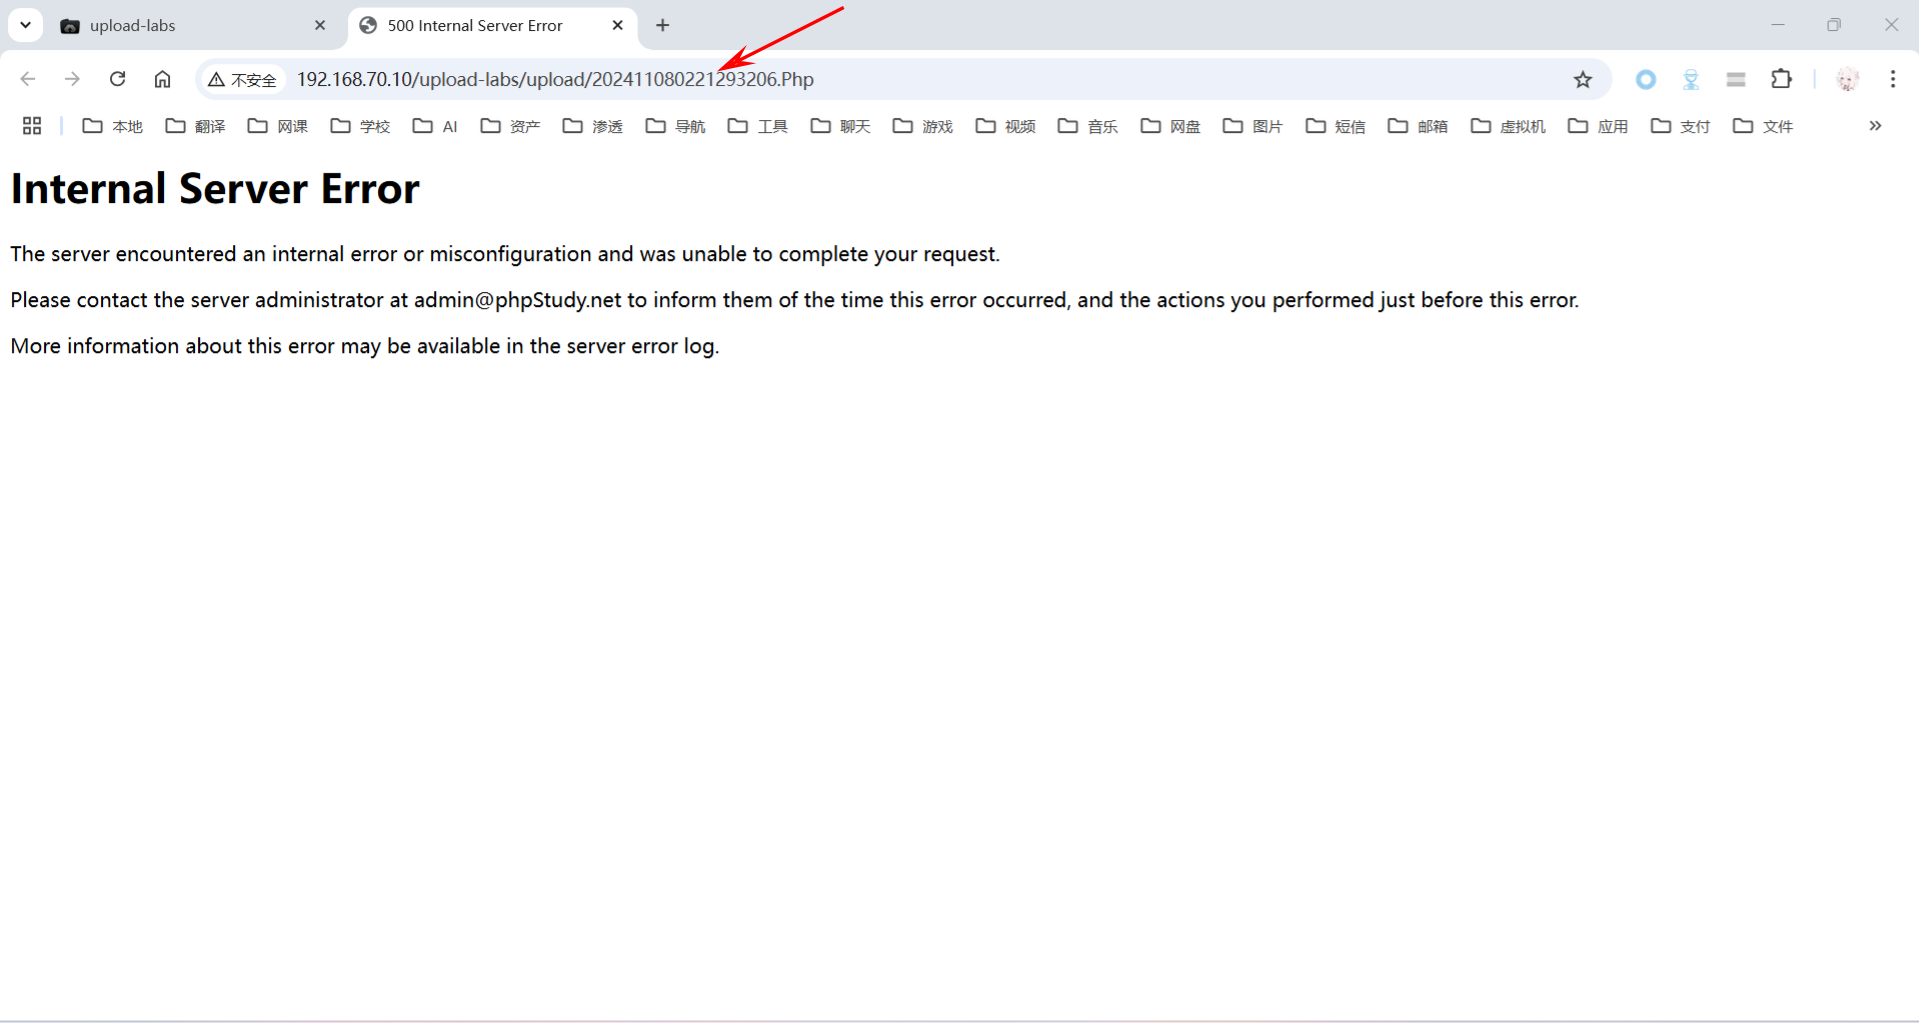 upload-labs
500 Internal Server Error
不安全
192.168.70.10/upload-labs/upload/202411080221293206.Php
本地 翻译 网课 学校 AI 资产 渗透 导航 工具 聊天 游戏 视频 音乐 网盘 图片 短信 邮箱 虚拟机 应用 支付 文件
Internal Server Error
The server encountered an internal error or misconfiguration and was unable to complete your request.
Please contact the server administrator at admin@phpStudy.net to inform them of the time this error occurred, and the actions you performed just before this error.
More information about this error may be available in the server error log.